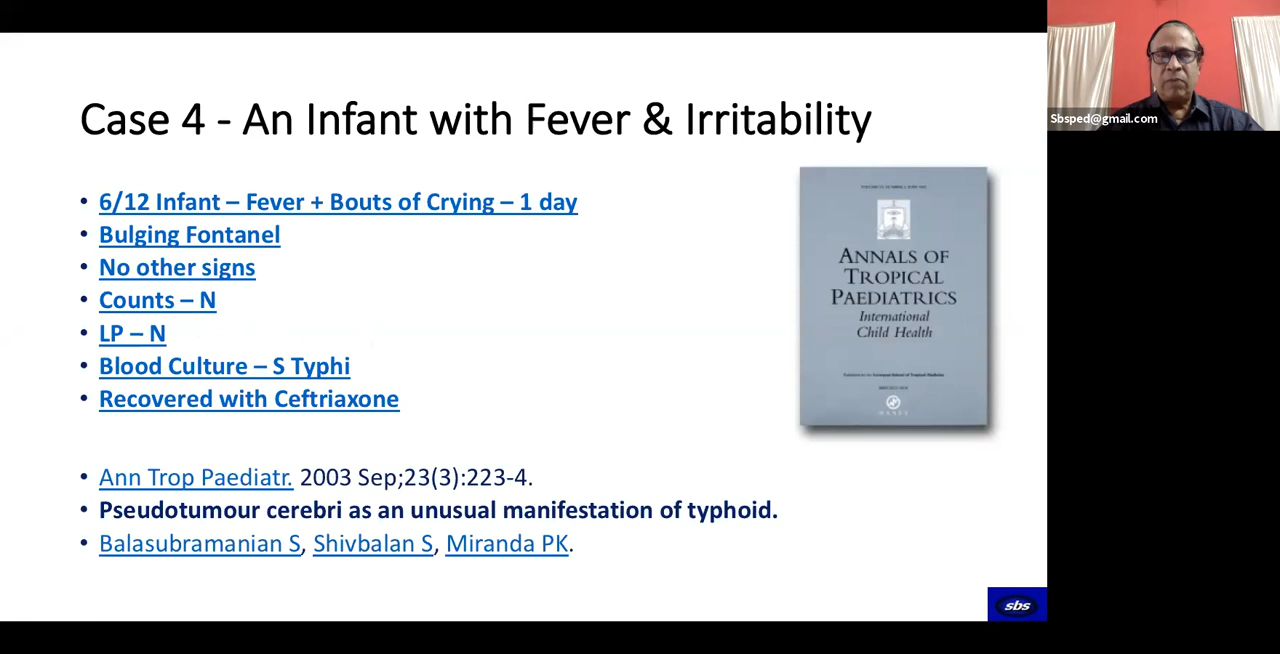 Case 4 - An Infant with Fever & Irritability
• 6/12 Infant – Fever + Bouts of Crying – 1 day
• Bulging Fontanel
• No other signs
• Counts – N
• LP – N
• Blood Culture – S Typhi
• Recovered with Ceftriaxone
• Ann Trop Paediatr. 2003 Sep;23(3):223-4.
• Pseudotumour cerebri as an unusual manifestation of typhoid.
• Balasubramanian S, Shivbalan S, Miranda PK.
ANNALS OF
TROPICAL
PAEDIATRICS
International
Child Health
sbs
Sbsped@gmail.com